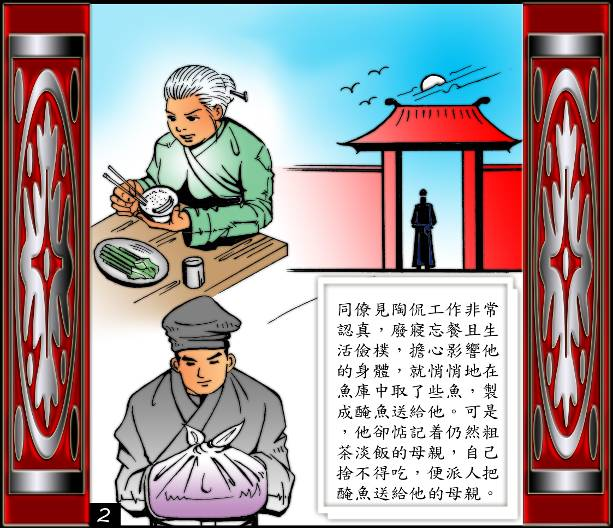 同僚見陶侃工作非常
認真，廢寢忘餐且生
活儉樸，擔心影響他
的身體，就悄悄地在
魚庫中取了些魚，製
成醃魚送給他。可是
，他卻惦記着仍然粗
茶淡飯的母親，自己
捨不得吃，便派人把
醃魚送給他的母親。
2